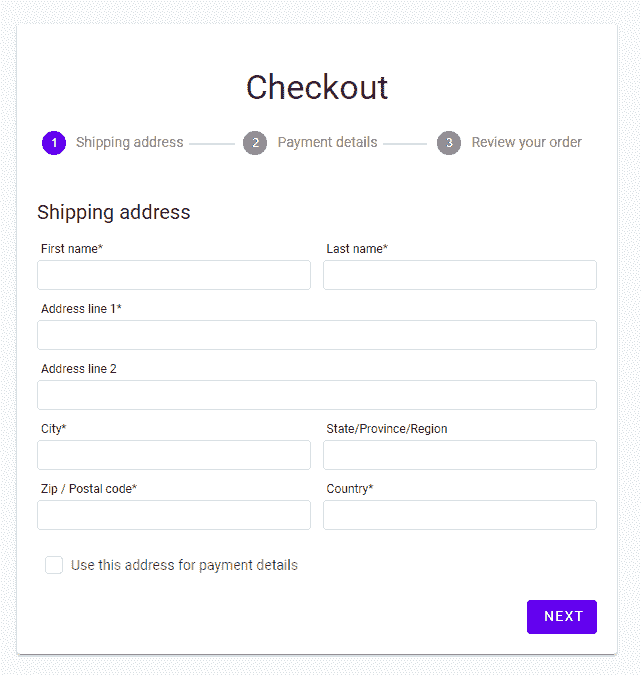 Checkout
1 Shipping address 2 Payment details 3 Review your order
Shipping address
First name* Last name*
Address line 1*
Address line 2
City* State/Province/Region
Zip / Postal code* Country*
Use this address for payment details
NEXT